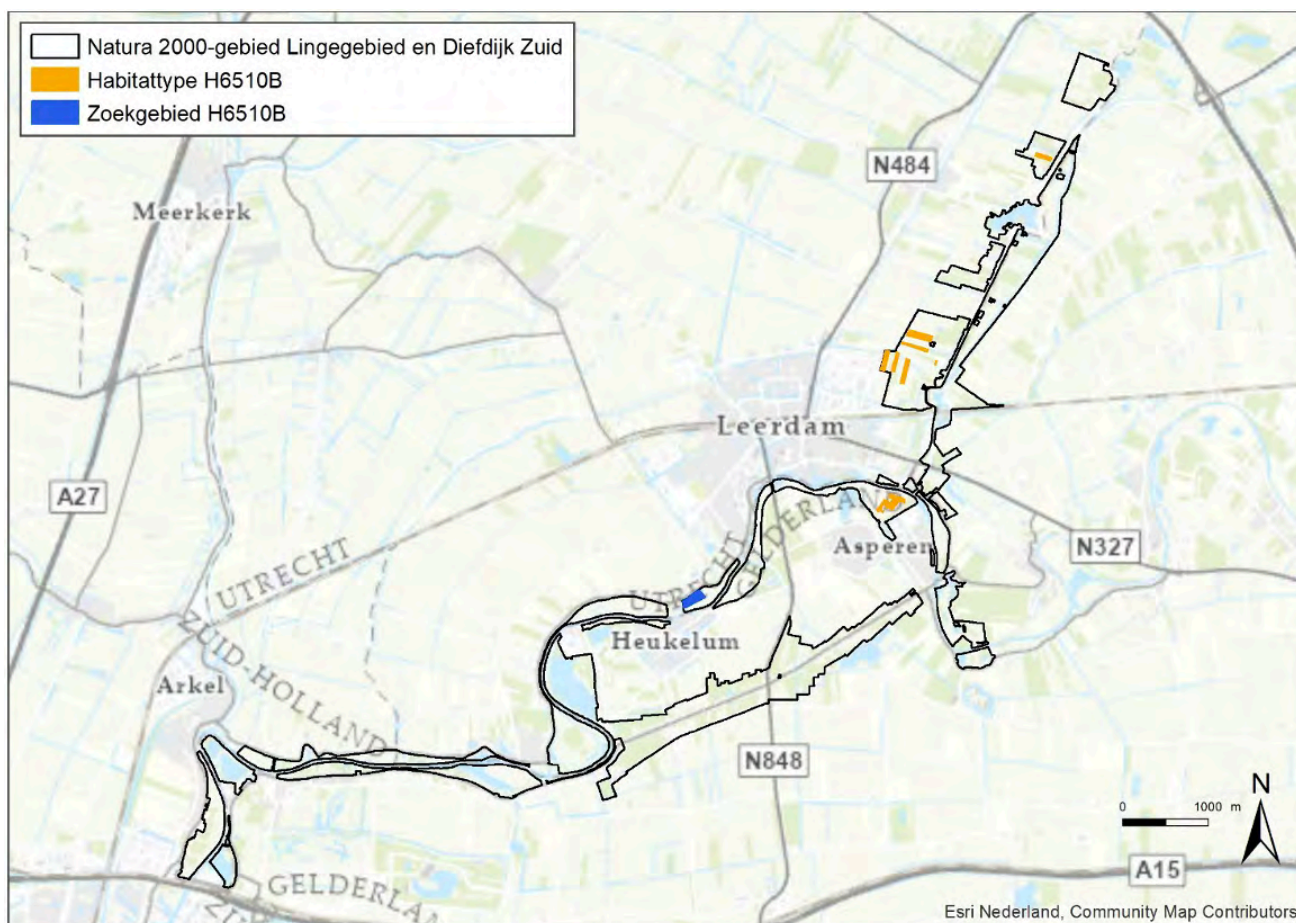 Natura 2000-gebied Lingegebied en Diefdijk Zuid
Habitattype H6510B
Zoekgebied H6510B
N484
Meerkerk
Leerdam
A27
GELDERLAND
Asperen
N327
UTRECHT
UTRECHT
Heukelum
ZUID-HOLLAND
Arkel
N848
N
0 1000 m
A15
GELDERLAN
Esri Nederland, Community Map Contributors